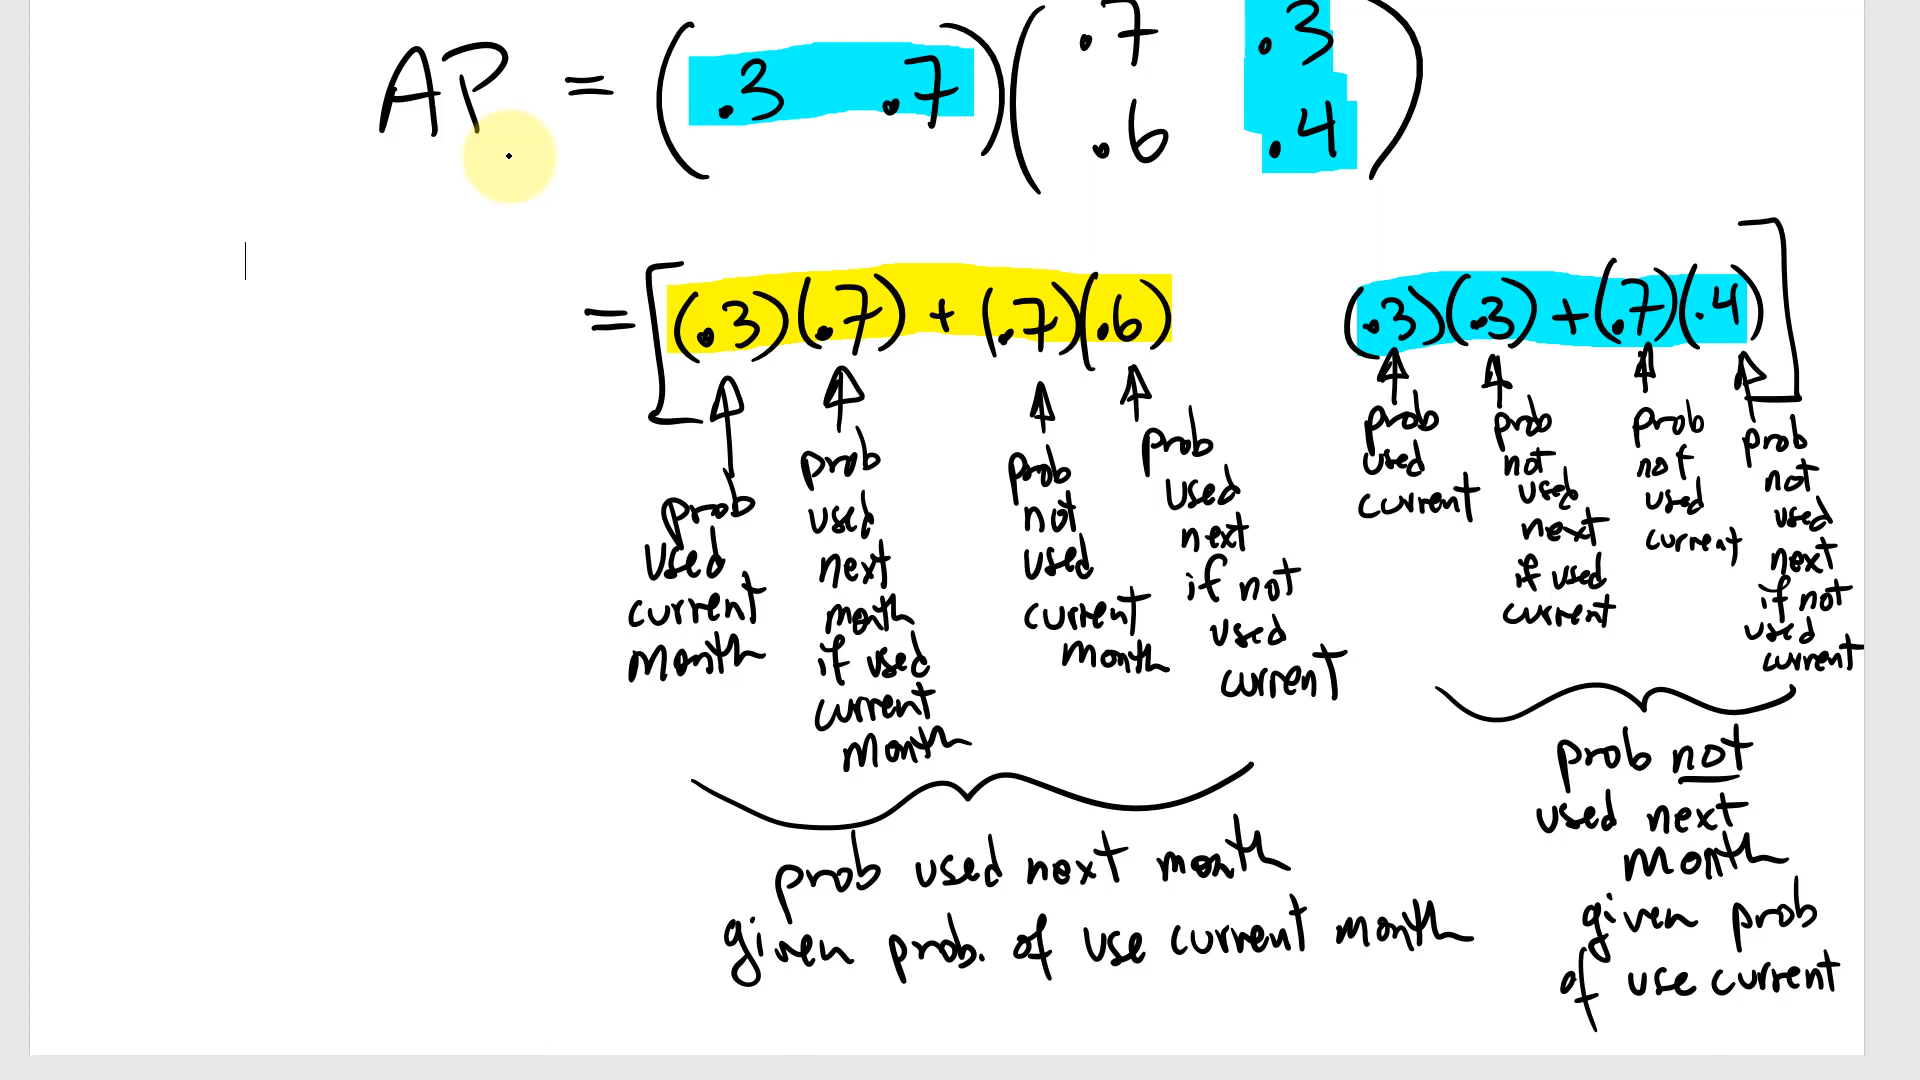 AP = (.3 .7)(.7 .3
.6 .4)
= [(.3)(.7) + (.7)(.6) (.3)(.3) + (.7)(.4)]
prob
used
current
month
prob
used
next
month
if used
current
month
prob
not
used
current
month
prob
used
next
if not
used
current
prob
used
current
prob
not
used
next
if used
current
prob
not
used
current
prob
not
used
next
if not
used
current
prob used next month
given prob. of use current month
prob not
used next
month
given prob
of use current